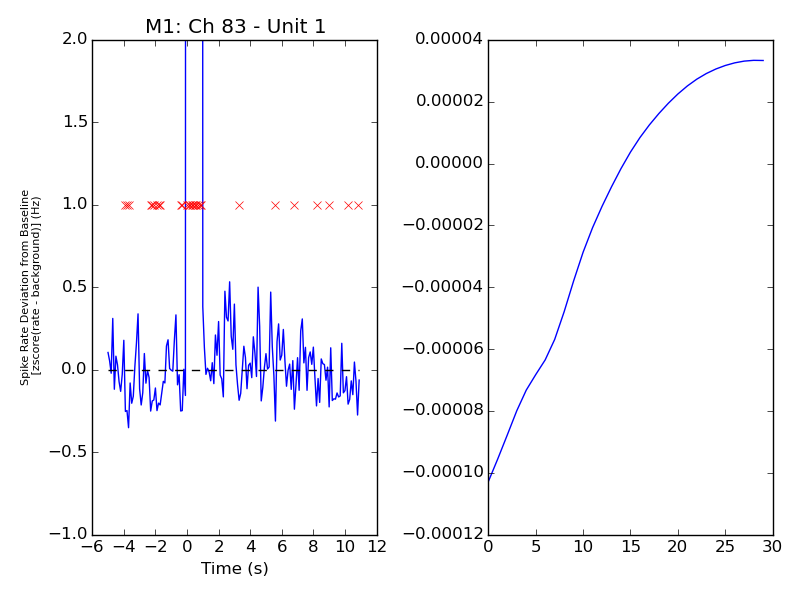 M1: Ch 83 - Unit 1
Spike Rate Deviation from Baseline
[zscore(rate - background)] (Hz)
2.0
1.5
1.0
0.5
0.0
−0.5
−1.0
−6 −4 −2 0 2 4 6 8 10 12
Time (s)
0.00004
0.00002
0.00000
−0.00002
−0.00004
−0.00006
−0.00008
−0.00010
−0.00012
0 5 10 15 20 25 30